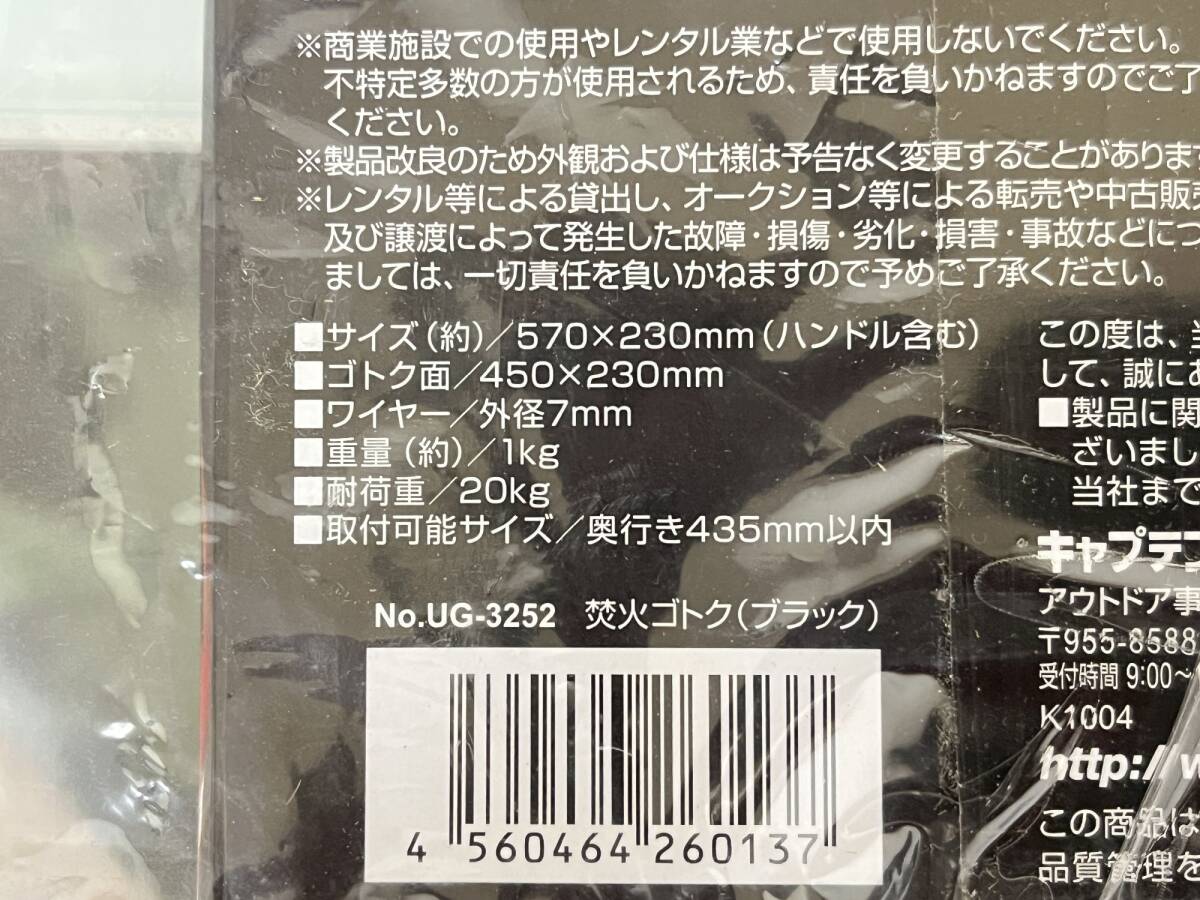 ※商業施設での使用やレンタル業などで使用しないでください。
不特定多数の方が使用されるため、責任を負いかねますのでご了
ください。
※製品改良のため外観および仕様は予告なく変更することがあります
※レンタル等による貸出し、オークション等による転売や中古販売
及び譲渡によって発生した故障・損傷・劣化・損害・事故などにつ
ましては、一切責任を負いかねますので予めご了承ください。
■サイズ(約)/570×230mm(ハンドル含む)
■ゴトク面/450×230mm
■ワイヤー/外径7mm
■重量(約)/1kg
■耐荷重/20kg
■取付可能サイズ/奥行き435mm以内
No.UG-3252 焚火ゴトク(ブラック)
4 560464 260137
この度は、
して、誠にあ
■製品に関
ざいまし
当社まで
キャプテ
アウトドア事
〒955-8588
受付時間 9:00~
K1004
http://w
この商品は
品質管理を